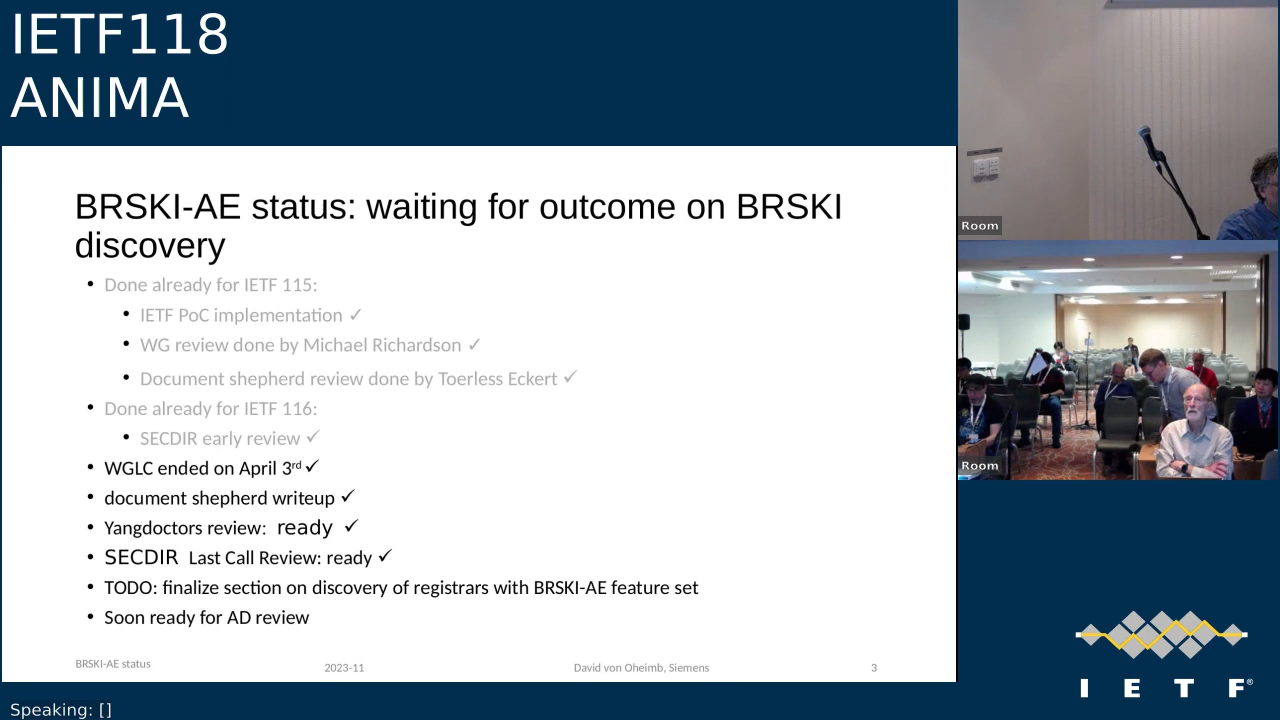 IETF118
ANIMA
BRSKI-AE status: waiting for outcome on BRSKI
discovery
• Done already for IETF 115:
• IETF PoC implementation ✓
• WG review done by Michael Richardson ✓
• Document shepherd review done by Toerless Eckert ✓
• Done already for IETF 116:
• SECDIR early review ✓
• WGLC ended on April 3rd ✓
• document shepherd writeup ✓
• Yangdoctors review: ready ✓
• SECDIR Last Call Review: ready ✓
• TODO: finalize section on discovery of registrars with BRSKI-AE feature set
• Soon ready for AD review
BRSKI-AE status
2023-11
David von Oheimb, Siemens
3
Room
Room
I E T F®
Speaking: []